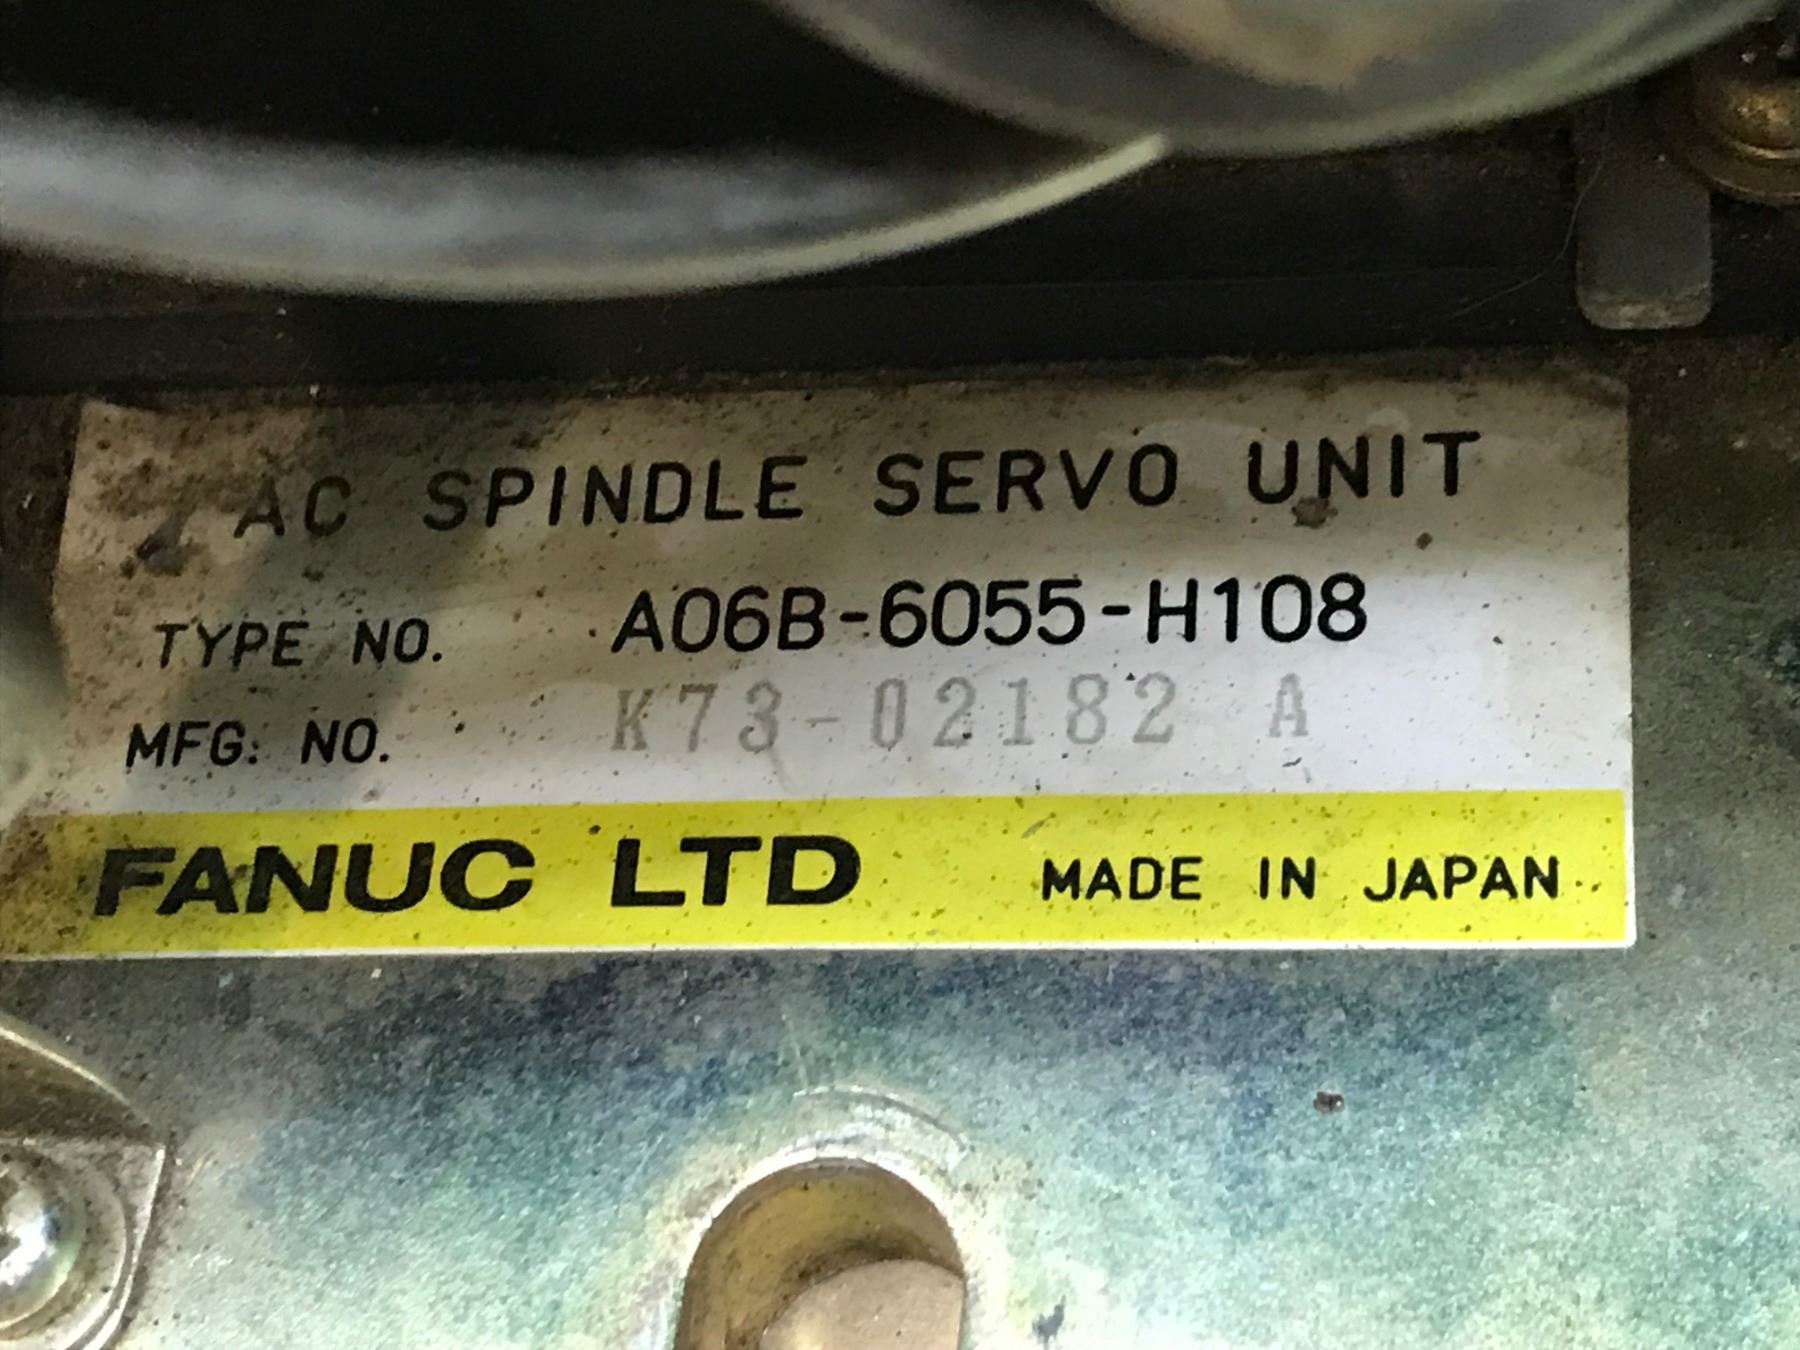 AC SPINDLE SERVO UNIT
TYPE NO. A06B-6055-H108
MFG. NO. K73-02182 A
FANUC LTD MADE IN JAPAN